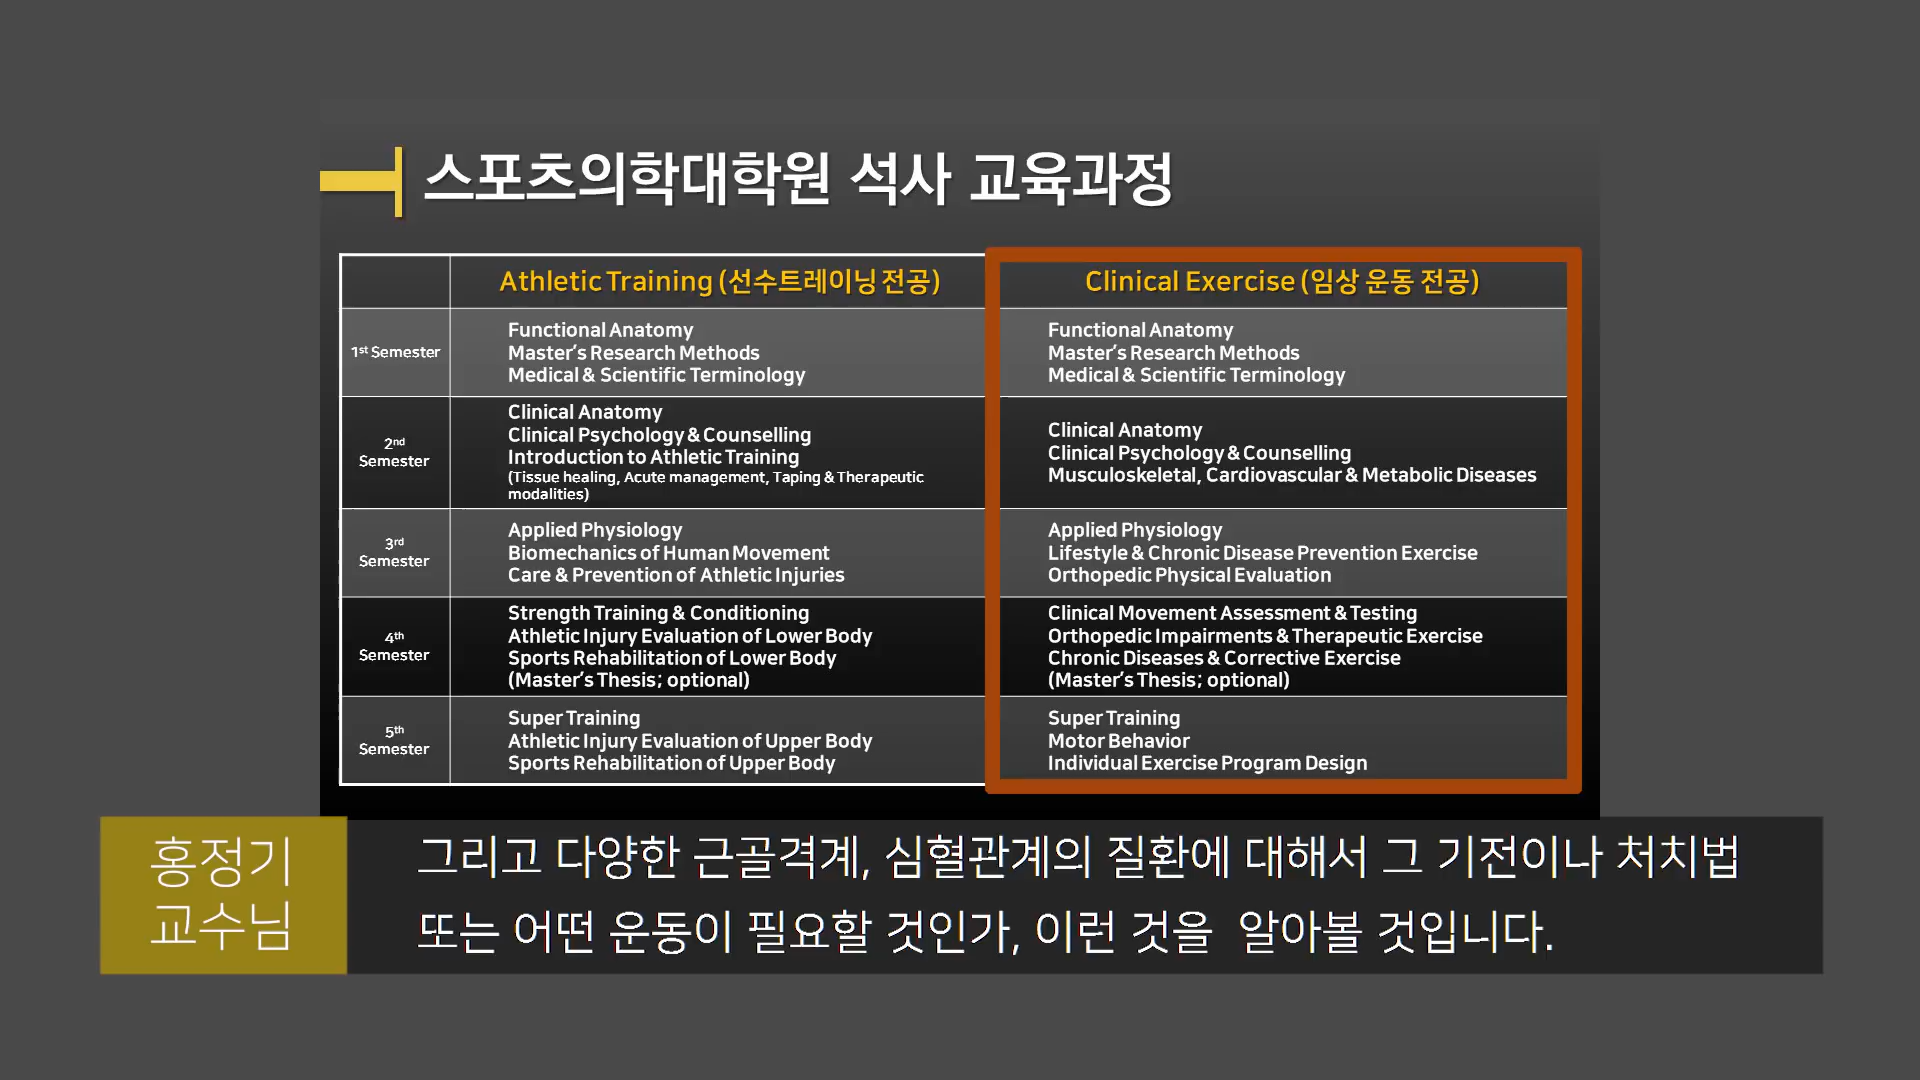 스포츠의학대학원 석사 교육과정
Athletic Training (선수트레이닝 전공)
Clinical Exercise (임상 운동 전공)
1st Semester
Functional Anatomy
Master's Research Methods
Medical & Scientific Terminology
Functional Anatomy
Master's Research Methods
Medical & Scientific Terminology
2nd
Semester
Clinical Anatomy
Clinical Psychology & Counselling
Introduction to Athletic Training
(Tissue healing, Acute management, Taping & Therapeutic
modalities)
Clinical Anatomy
Clinical Psychology & Counselling
Musculoskeletal, Cardiovascular & Metabolic Diseases
3rd
Semester
Applied Physiology
Biomechanics of Human Movement
Care & Prevention of Athletic Injuries
Applied Physiology
Lifestyle & Chronic Disease Prevention Exercise
Orthopedic Physical Evaluation
4th
Semester
Strength Training & Conditioning
Athletic Injury Evaluation of Lower Body
Sports Rehabilitation of Lower Body
(Master's Thesis; optional)
Clinical Movement Assessment & Testing
Orthopedic Impairments & Therapeutic Exercise
Chronic Diseases & Corrective Exercise
(Master's Thesis; optional)
5th
Semester
Super Training
Athletic Injury Evaluation of Upper Body
Sports Rehabilitation of Upper Body
Super Training
Motor Behavior
Individual Exercise Program Design
홍정기
교수님
그리고 다양한 근골격계, 심혈관계의 질환에 대해서 그 기전이나 처치법
또는 어떤 운동이 필요할 것인가, 이런 것을 알아볼 것입니다.